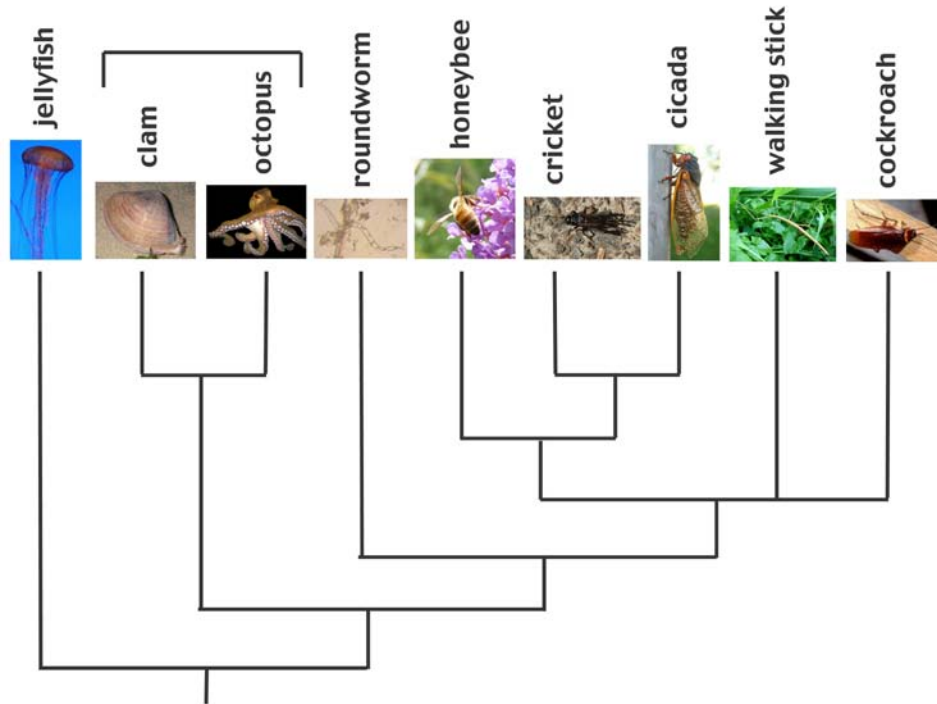 jellyfish
clam
octopus
roundworm
honeybee
cricket
cicada
walking stick
cockroach